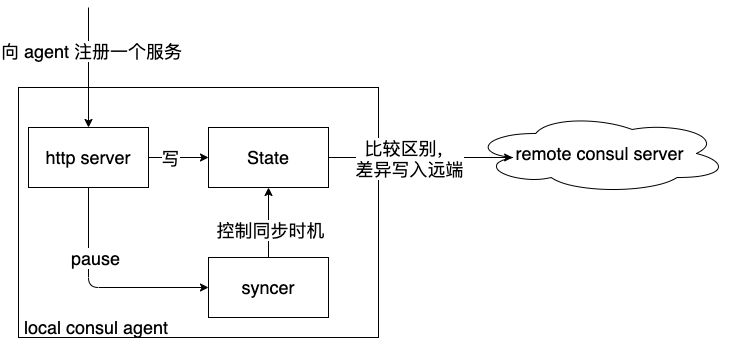 向 agent 注册一个服务
http server
写
State
比较区别，
差异写入远端
remote consul server
控制同步时机
pause
syncer
local consul agent